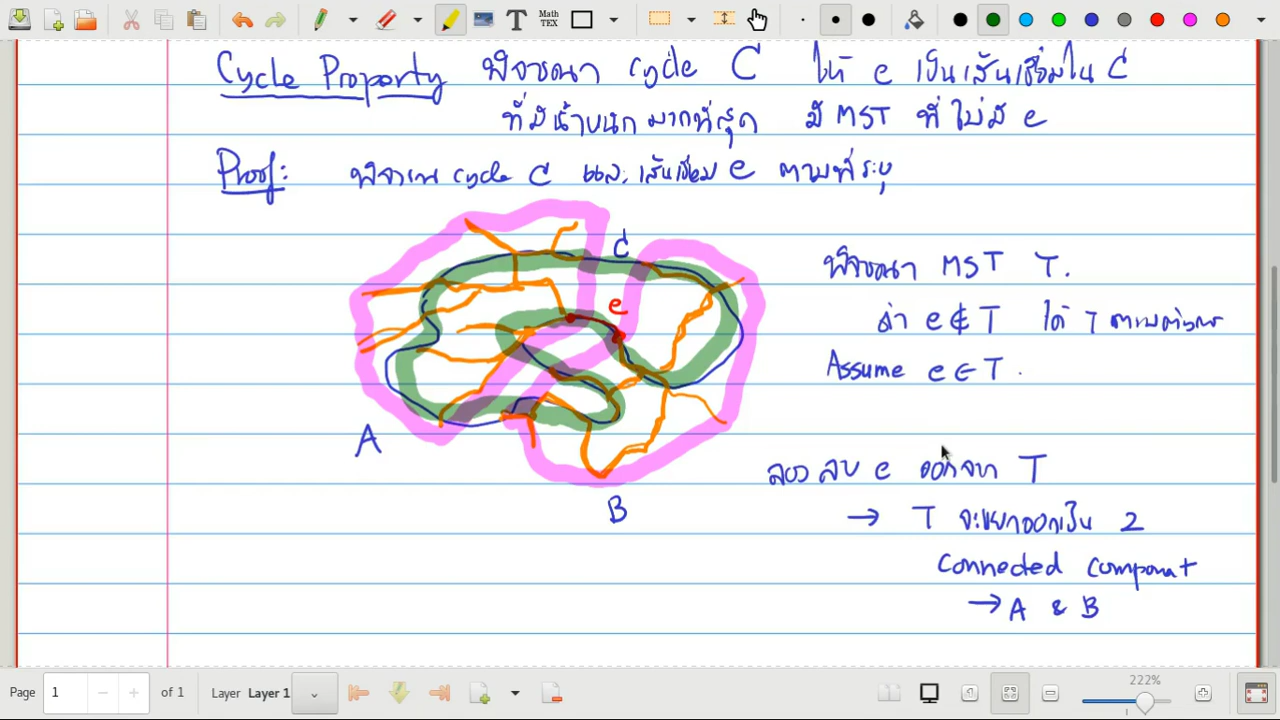 Math
TEX
Cycle Property พิจารณา cycle C ให้ e เป็นเส้นเชื่อมใน C
ที่มีน้ำหนักมากที่สุด มี MST ที่ไม่มี e
Proof: พิจารณา cycle C และเส้นเชื่อม e ตามที่ระบุ
C
e
A
B
พิจารณา MST T.
ถ้า e ∉ T ได้ T ตามต้องการ
Assume e ∈ T.
ลองลบ e ออกจาก T
→ T จะแยกออกเป็น 2
Connected Component
→ A & B
Page 1 of 1 Layer Layer 1 222%